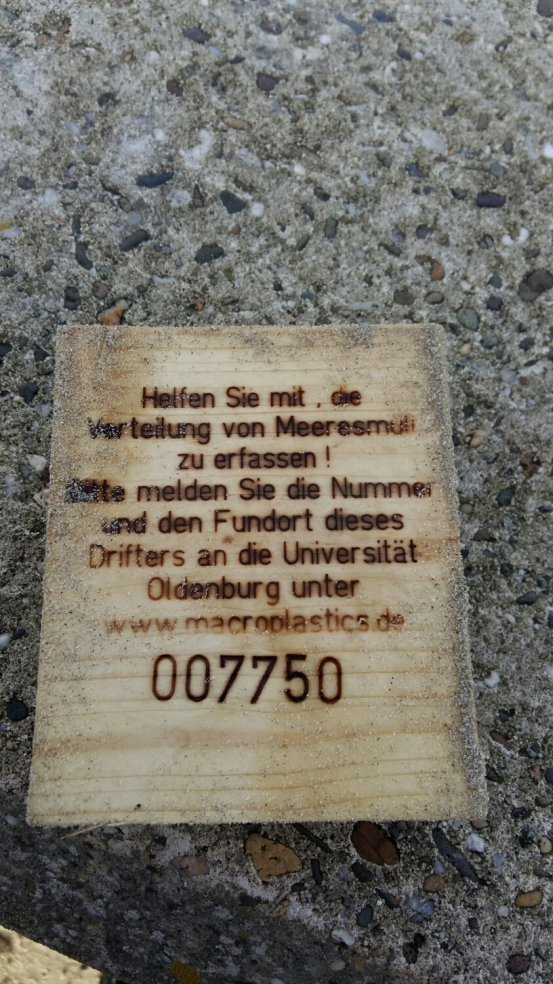 Helfen Sie mit , die
Verteilung von Meeresmüll
zu erfassen !
Bitte melden Sie die Nummer
und den Fundort dieses
Drifters an die Universität
Oldenburg unter
www.macroplastics.de
007750